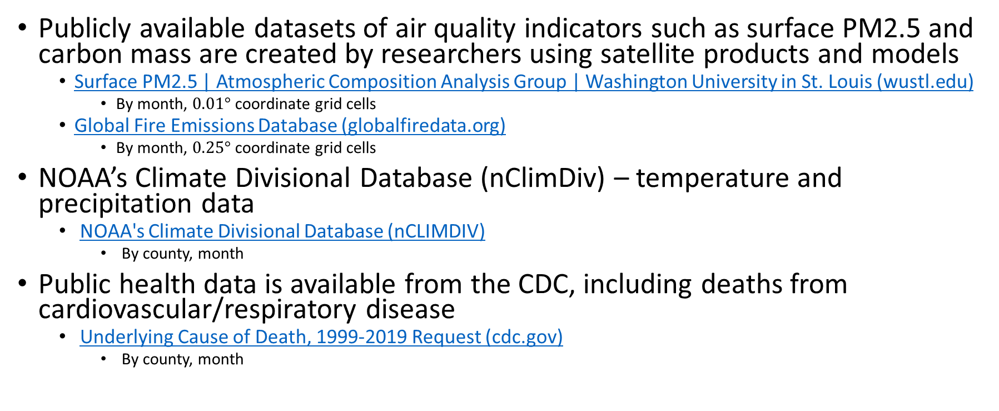 • Publicly available datasets of air quality indicators such as surface PM2.5 and
carbon mass are created by researchers using satellite products and models
• Surface PM2.5 | Atmospheric Composition Analysis Group | Washington University in St. Louis (wustl.edu)
• By month, 0.01° coordinate grid cells
• Global Fire Emissions Database (globalfiredata.org)
• By month, 0.25° coordinate grid cells
• NOAA’s Climate Divisional Database (nClimDiv) – temperature and
precipitation data
• NOAA's Climate Divisional Database (nCLIMDIV)
• By county, month
• Public health data is available from the CDC, including deaths from
cardiovascular/respiratory disease
• Underlying Cause of Death, 1999-2019 Request (cdc.gov)
• By county, month